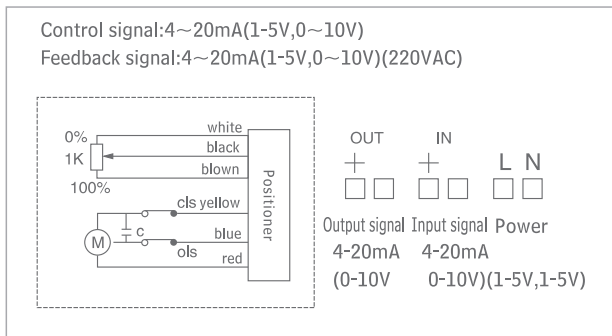 Control signal:4～20mA(1-5V,0～10V)
Feedback signal:4～20mA(1-5V,0～10V)(220VAC)
0%
1K
100%
white
black
blown
cls yellow
blue
ols
red
M
c
Positioner
OUT IN
+ + L N
Output signal Input signal Power
4-20mA 4-20mA
(0-10V 0-10V)(1-5V,1-5V)